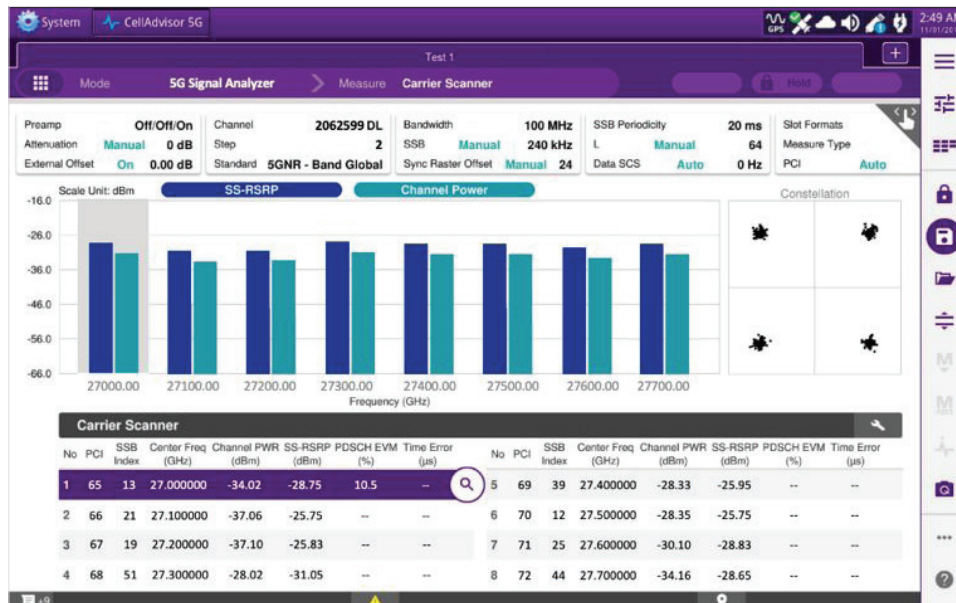 System CellAdvisor 5G GPS 2:49 AM
Test 1 +
Mode 5G Signal Analyzer Measure Carrier Scanner Hold
Preamp Off/Off/On Channel 2062599 DL Bandwidth 100 MHz SSB Periodicity 20 ms Slot Formats
Attenuation Manual 0 dB Step 2 SSB Manual 240 kHz L Manual 64 Measure Type
External Offset On 0.00 dB Standard 5GNR - Band Global Sync Raster Offset Manual 24 Data SCS Auto 0 Hz PCI Auto
Scale Unit: dBm SS-RSRP Channel Power Constellation
-16.0
-26.0
-36.0
-46.0
-56.0
-66.0
27000.00 27100.00 27200.00 27300.00 27400.00 27500.00 27600.00 27700.00
Frequency (GHz)
Carrier Scanner
No PCI SSB Index Center Freq (GHz) Channel PWR (dBm) SS-RSRP (dBm) PDSCH EVM (%) Time Error (µs) No PCI SSB Index Center Freq (GHz) Channel PWR (dBm) SS-RSRP (dBm) PDSCH EVM (%) Time Error (µs)
1 65 13 27.000000 -34.02 -28.75 10.5 -- 5 69 39 27.400000 -28.33 -25.95 -- --
2 66 21 27.100000 -37.06 -25.75 -- -- 6 70 12 27.500000 -28.35 -25.75 -- --
3 67 19 27.200000 -37.10 -25.83 -- -- 7 71 25 27.600000 -30.10 -28.83 -- --
4 68 51 27.300000 -28.02 -31.05 -- -- 8 72 44 27.700000 -34.16 -28.65 -- --
+9